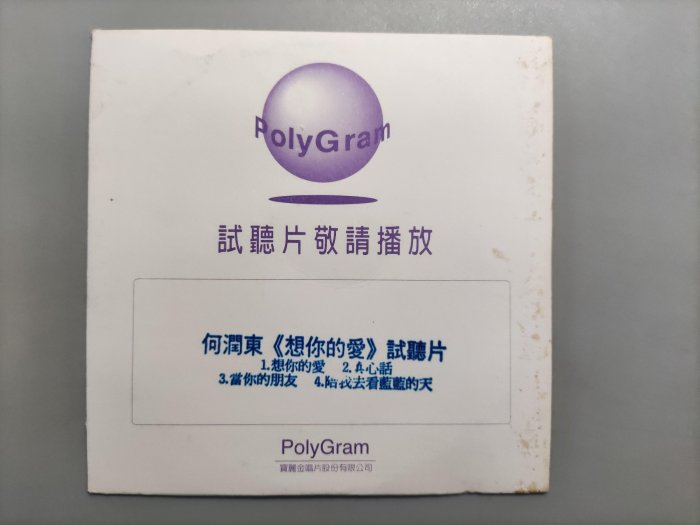 PolyGram
試聽片敬請播放
何潤東《想你的愛》試聽片
1.想你的愛 2.真心話
3.當你的朋友 4.陪我去看藍藍的天
PolyGram
寶麗金唱片股份有限公司